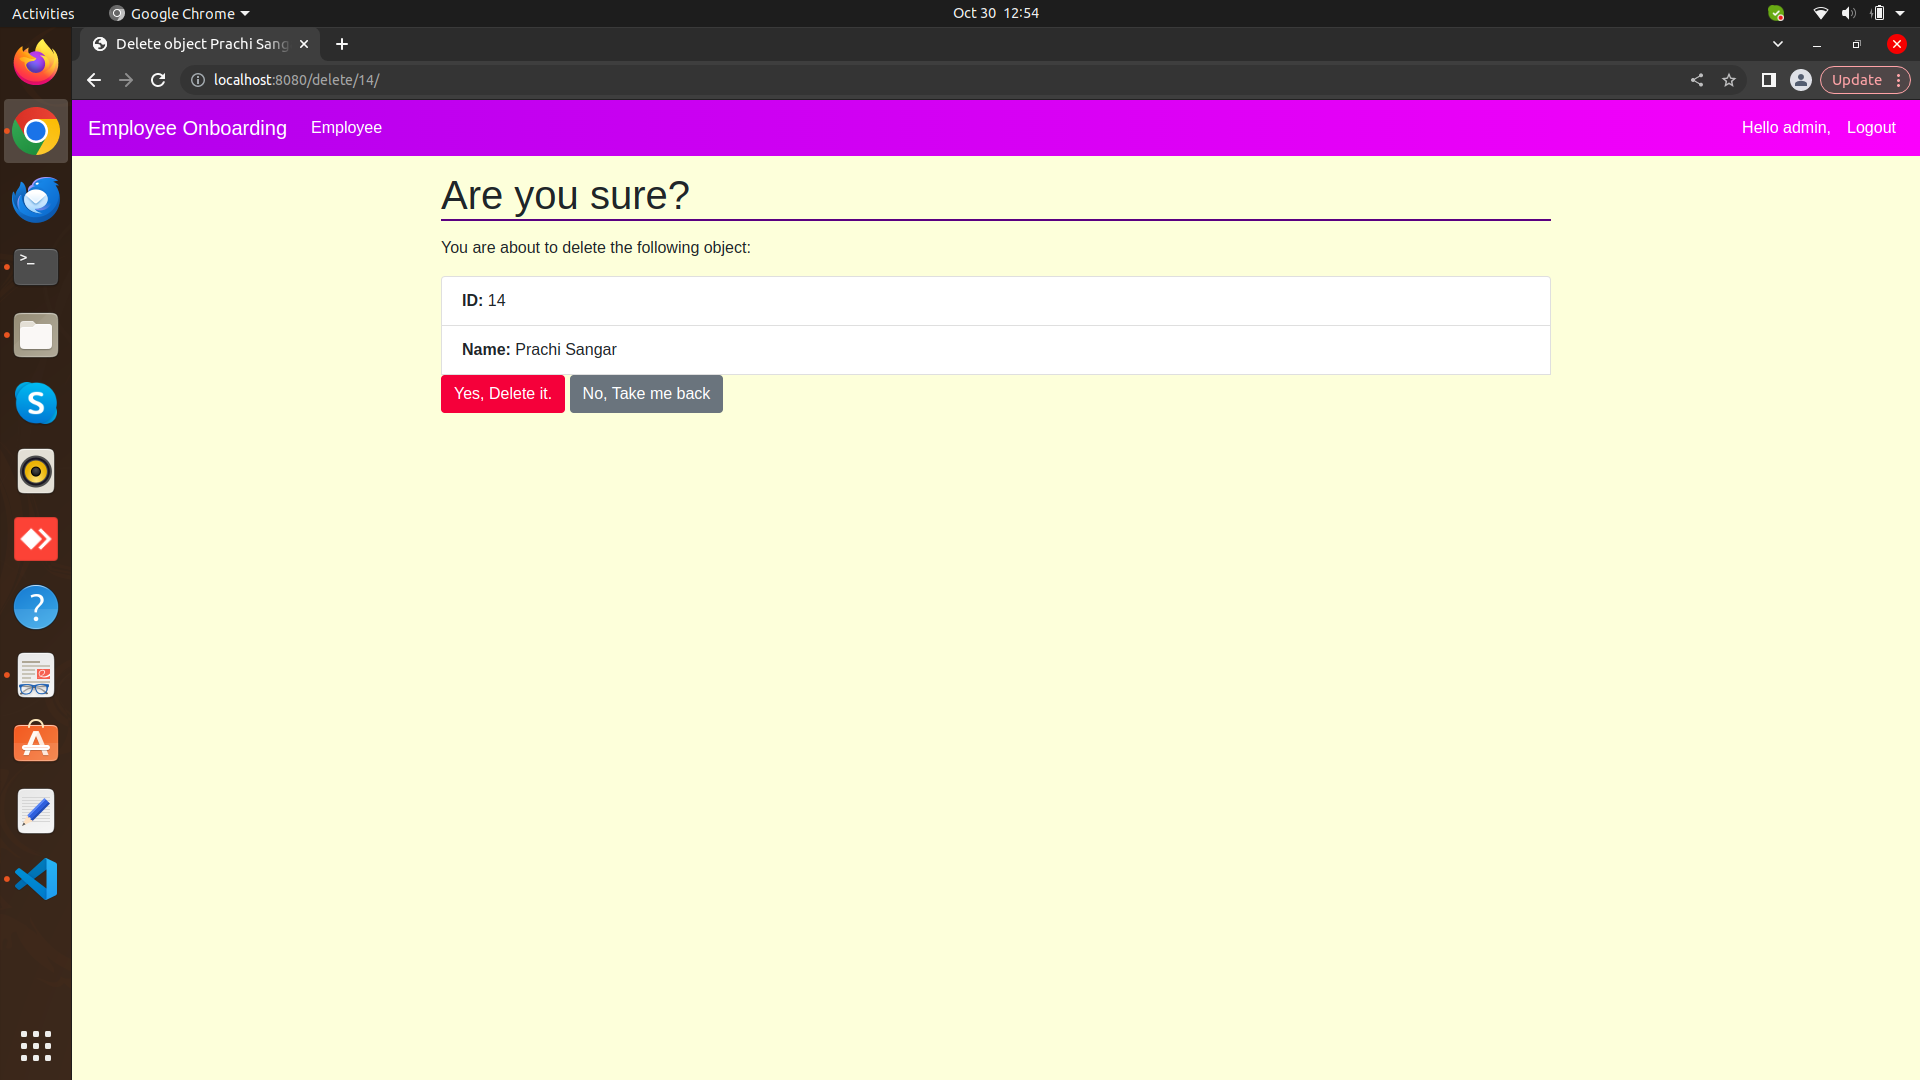 Activities
Google Chrome
Oct 30 12:54
Delete object Prachi Sang
localhost:8080/delete/14/
Update
Employee Onboarding
Employee
Hello admin,
Logout
Are you sure?
You are about to delete the following object:
ID: 14
Name: Prachi Sangar
Yes, Delete it.
No, Take me back